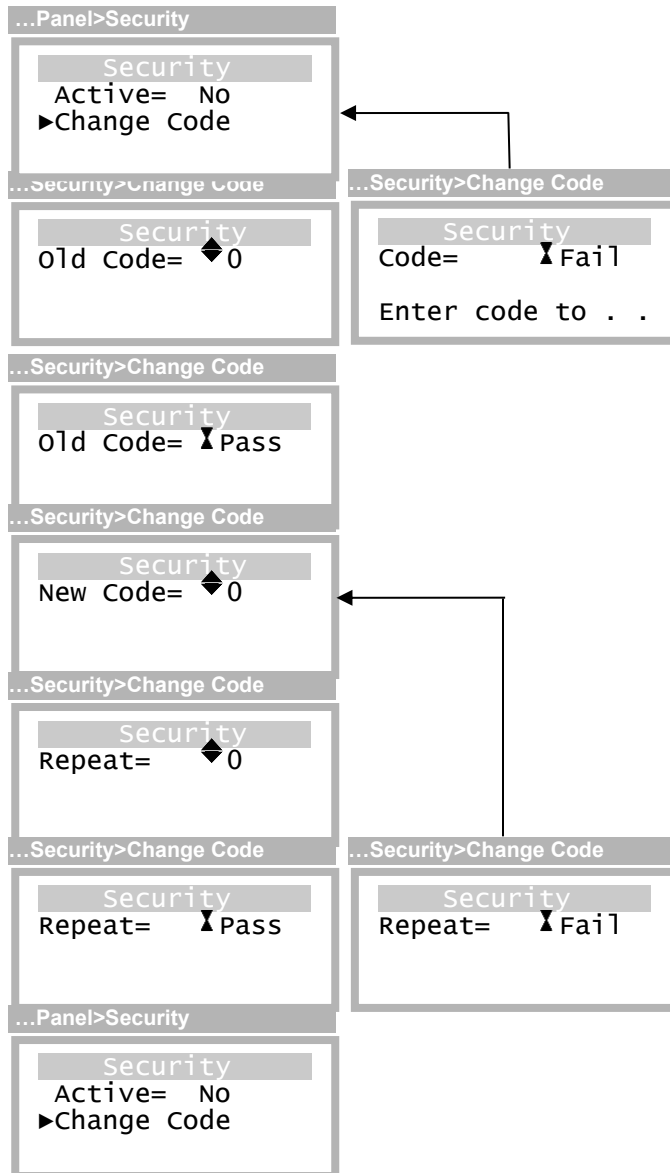 ...Panel>Security
Security
Active= No
►Change Code
...Security>Change Code
Security
Old Code= 0
...Security>Change Code
Security
Code= Fail
Enter code to . .
...Security>Change Code
Security
Old Code= Pass
...Security>Change Code
Security
New Code= 0
...Security>Change Code
Security
Repeat= 0
...Security>Change Code
Security
Repeat= Pass
...Security>Change Code
Security
Repeat= Fail
...Panel>Security
Security
Active= No
►Change Code